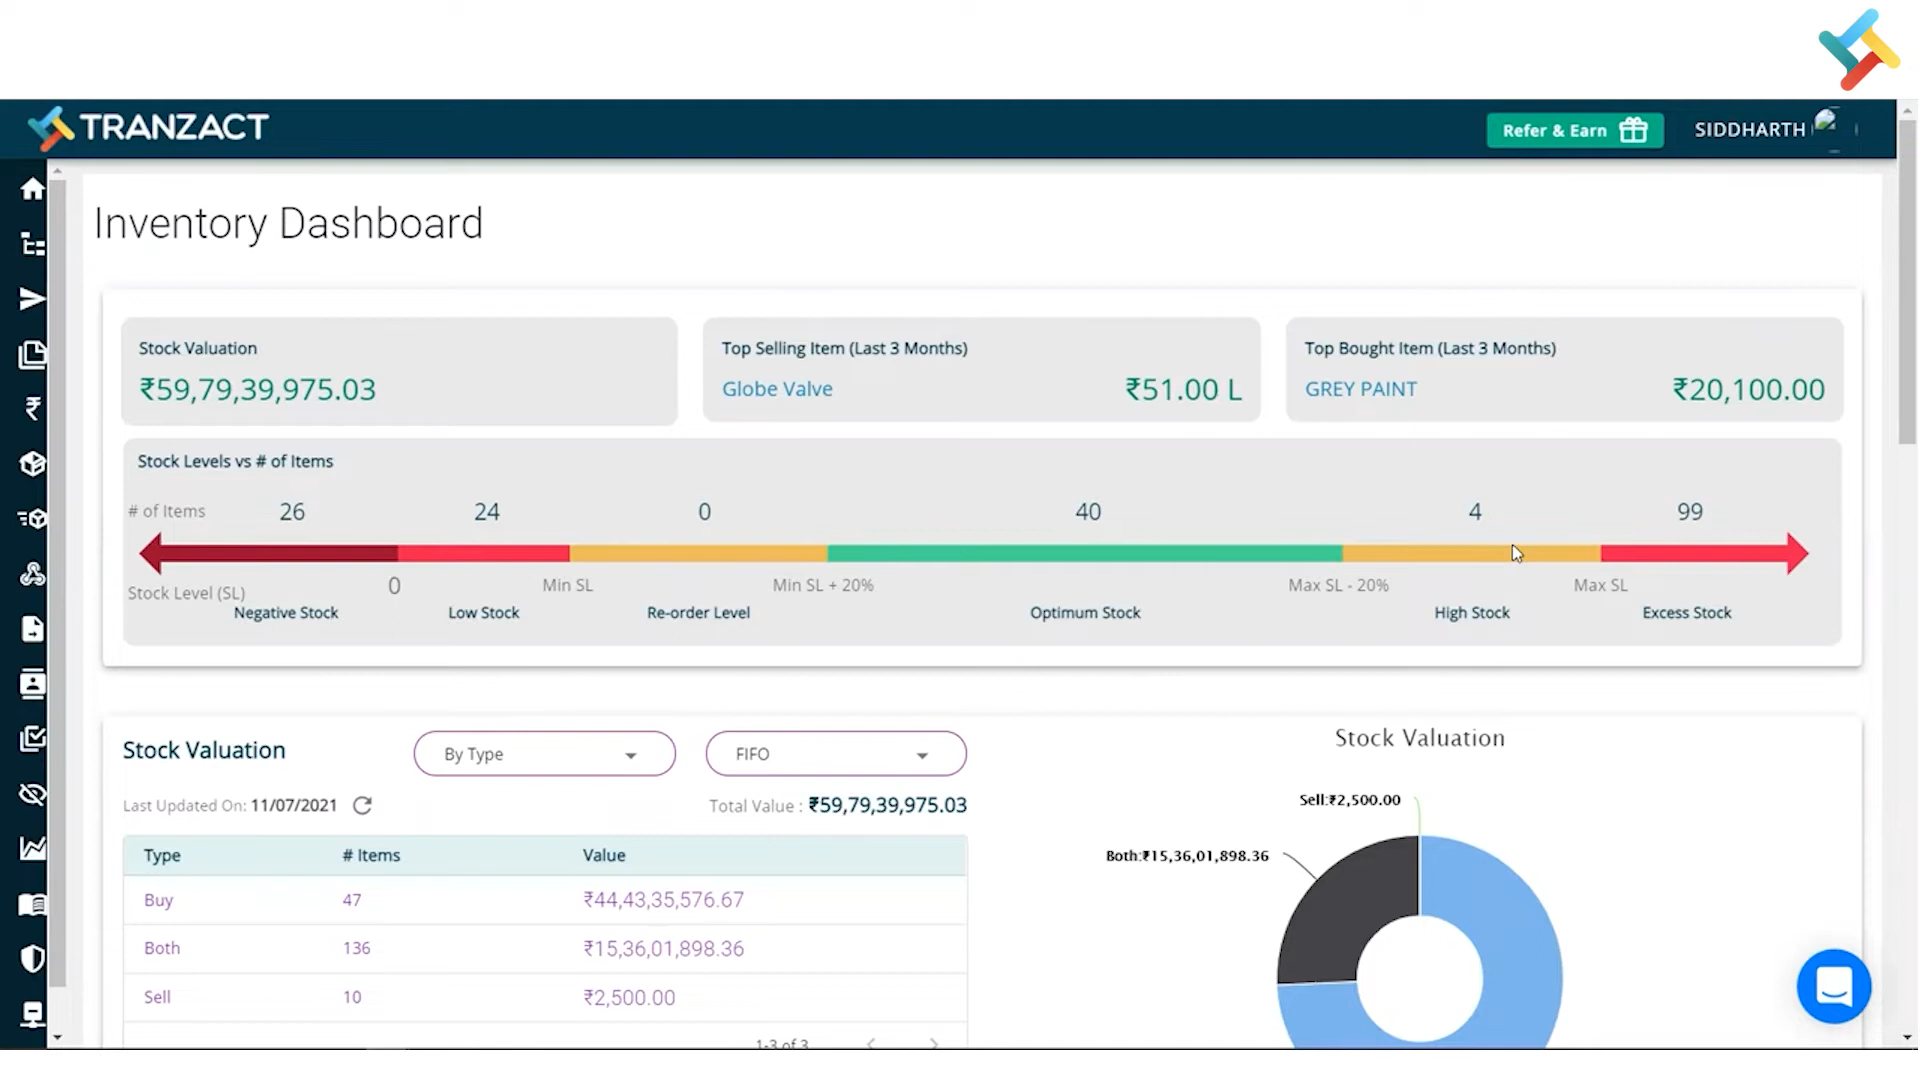 TRANZACT
Refer & Earn
SIDDHARTH
Inventory Dashboard
Stock Valuation
₹59,79,39,975.03
Top Selling Item (Last 3 Months)
Globe Valve ₹51.00 L
Top Bought Item (Last 3 Months)
GREY PAINT ₹20,100.00
Stock Levels vs # of Items
# of Items 26 24 0 40 4 99
Stock Level (SL) 0 Min SL Min SL + 20% Max SL - 20% Max SL
Negative Stock Low Stock Re-order Level Optimum Stock High Stock Excess Stock
Stock Valuation By Type FIFO
Last Updated On: 11/07/2021 Total Value : ₹59,79,39,975.03
Type # Items Value
Buy 47 ₹44,43,35,576.67
Both 136 ₹15,36,01,898.36
Sell 10 ₹2,500.00
1-3 of 3
Stock Valuation
Sell:₹2,500.00
Both:₹15,36,01,898.36